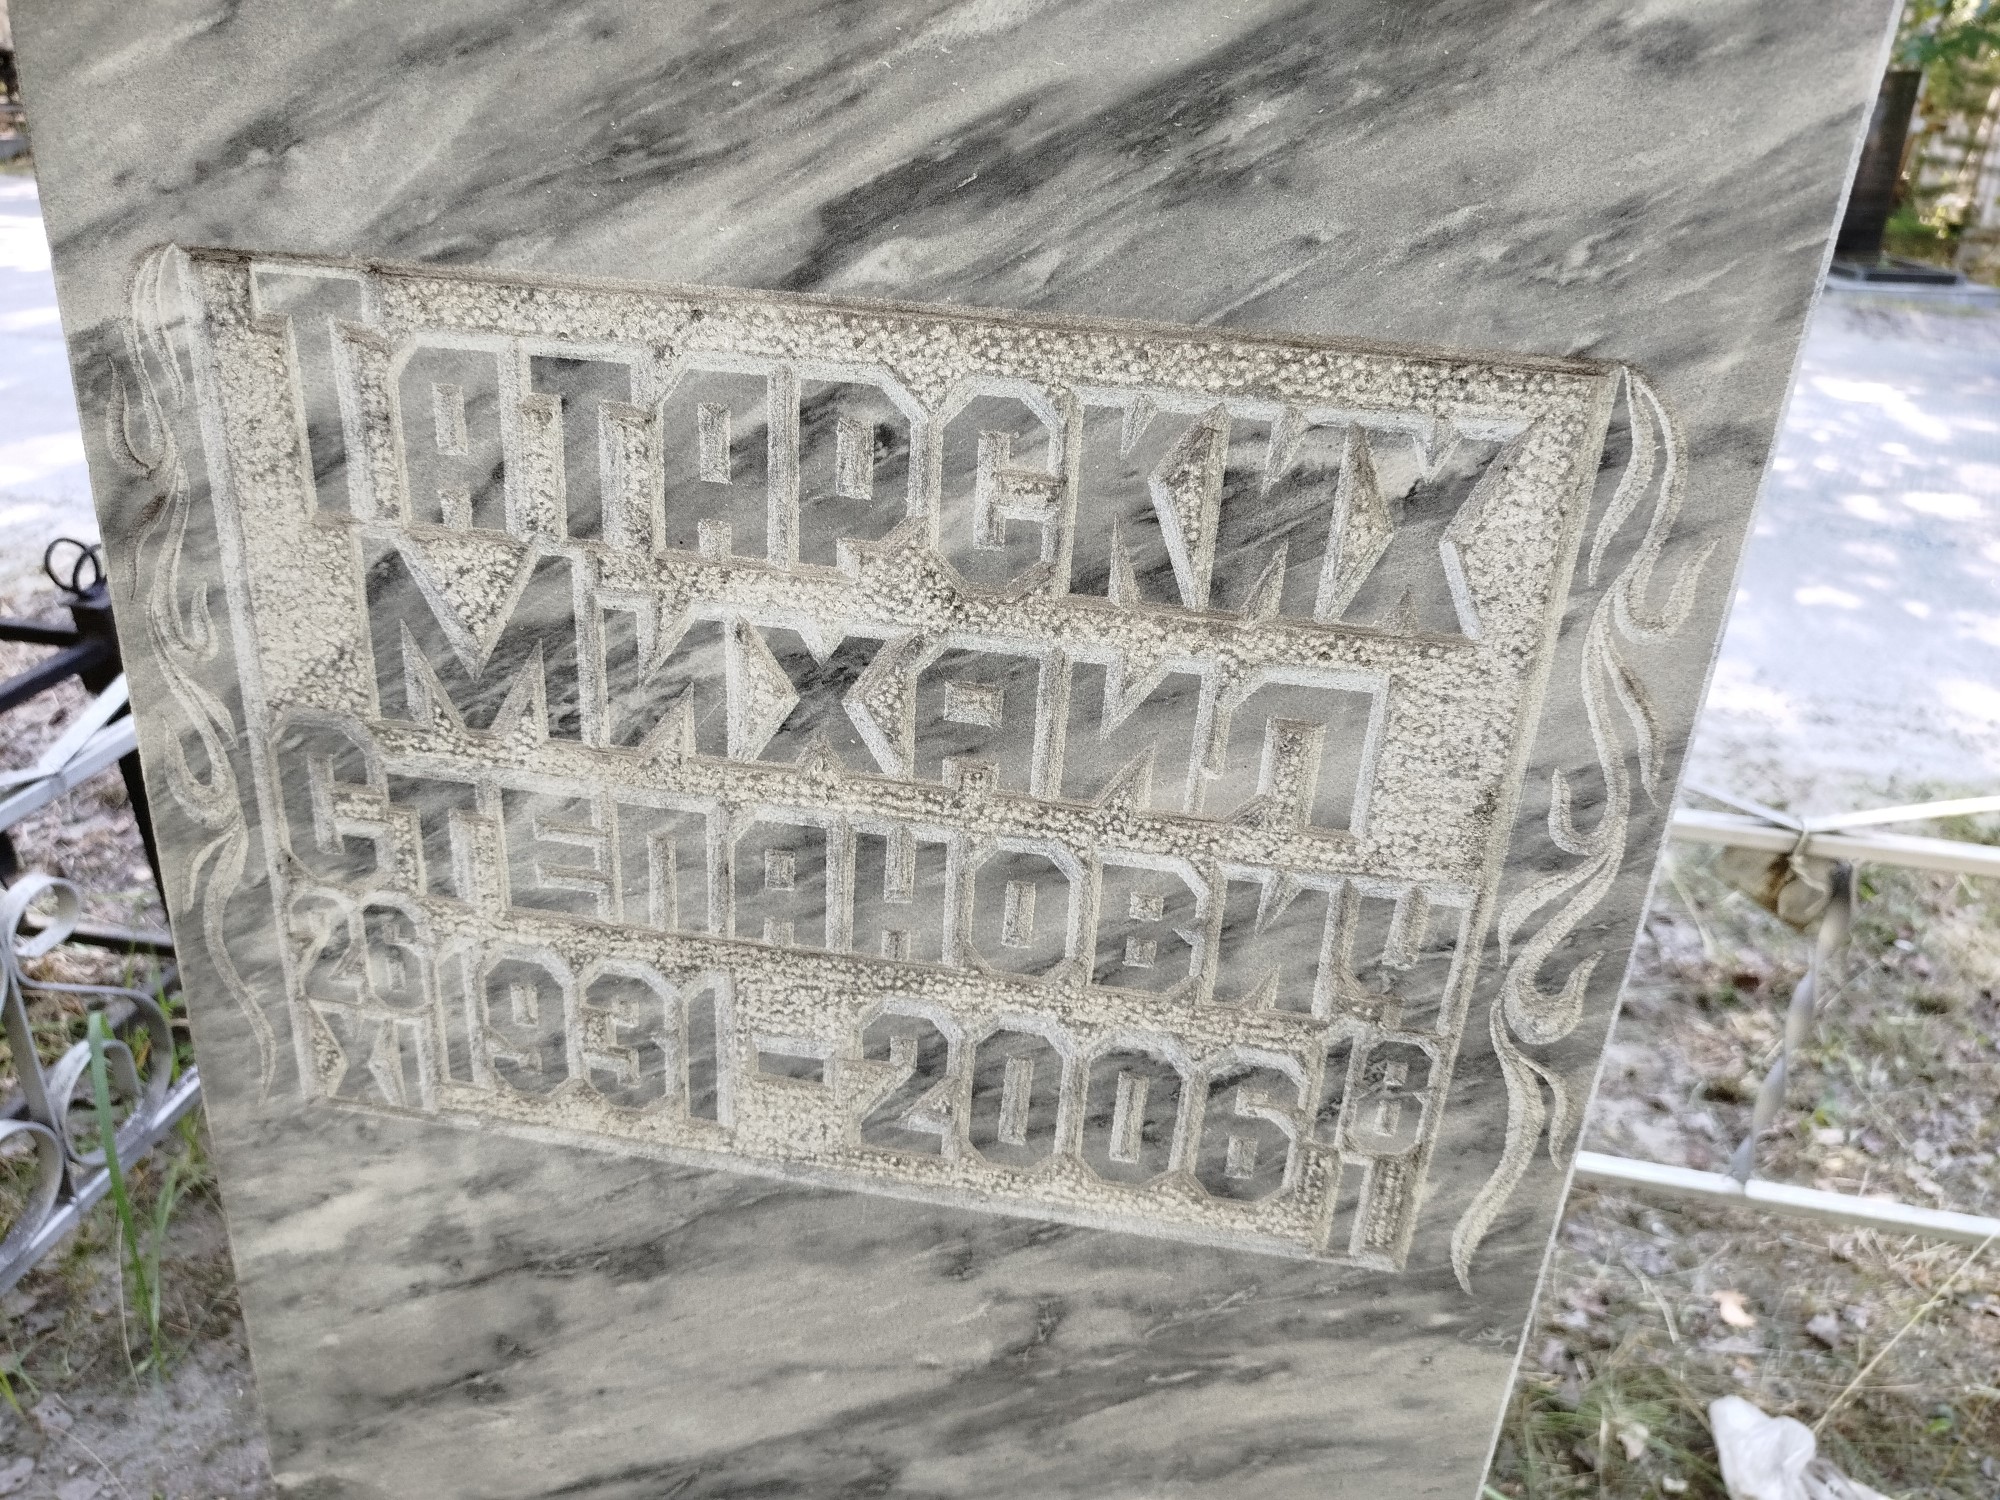 Татарских
Михаил
Степанович
26 XI 1931 – 2006 18 I